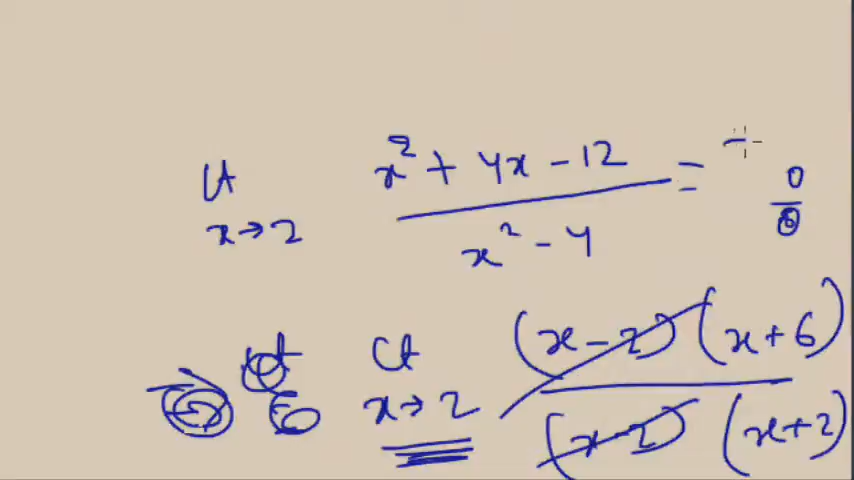 Lt x→2 (x² + 4x - 12)/(x² - 4) = 0/0
Lt x→2 (x-2)(x+6)/(x-2)(x+2)